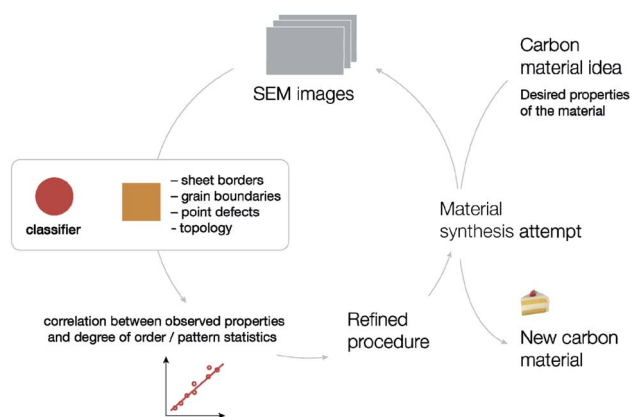 Carbon
material idea
Desired properties
of the material
SEM images
classifier
– sheet borders
– grain boundaries
– point defects
- topology
Material
synthesis attempt
correlation between observed properties
and degree of order / pattern statistics
Refined
procedure
New carbon
material